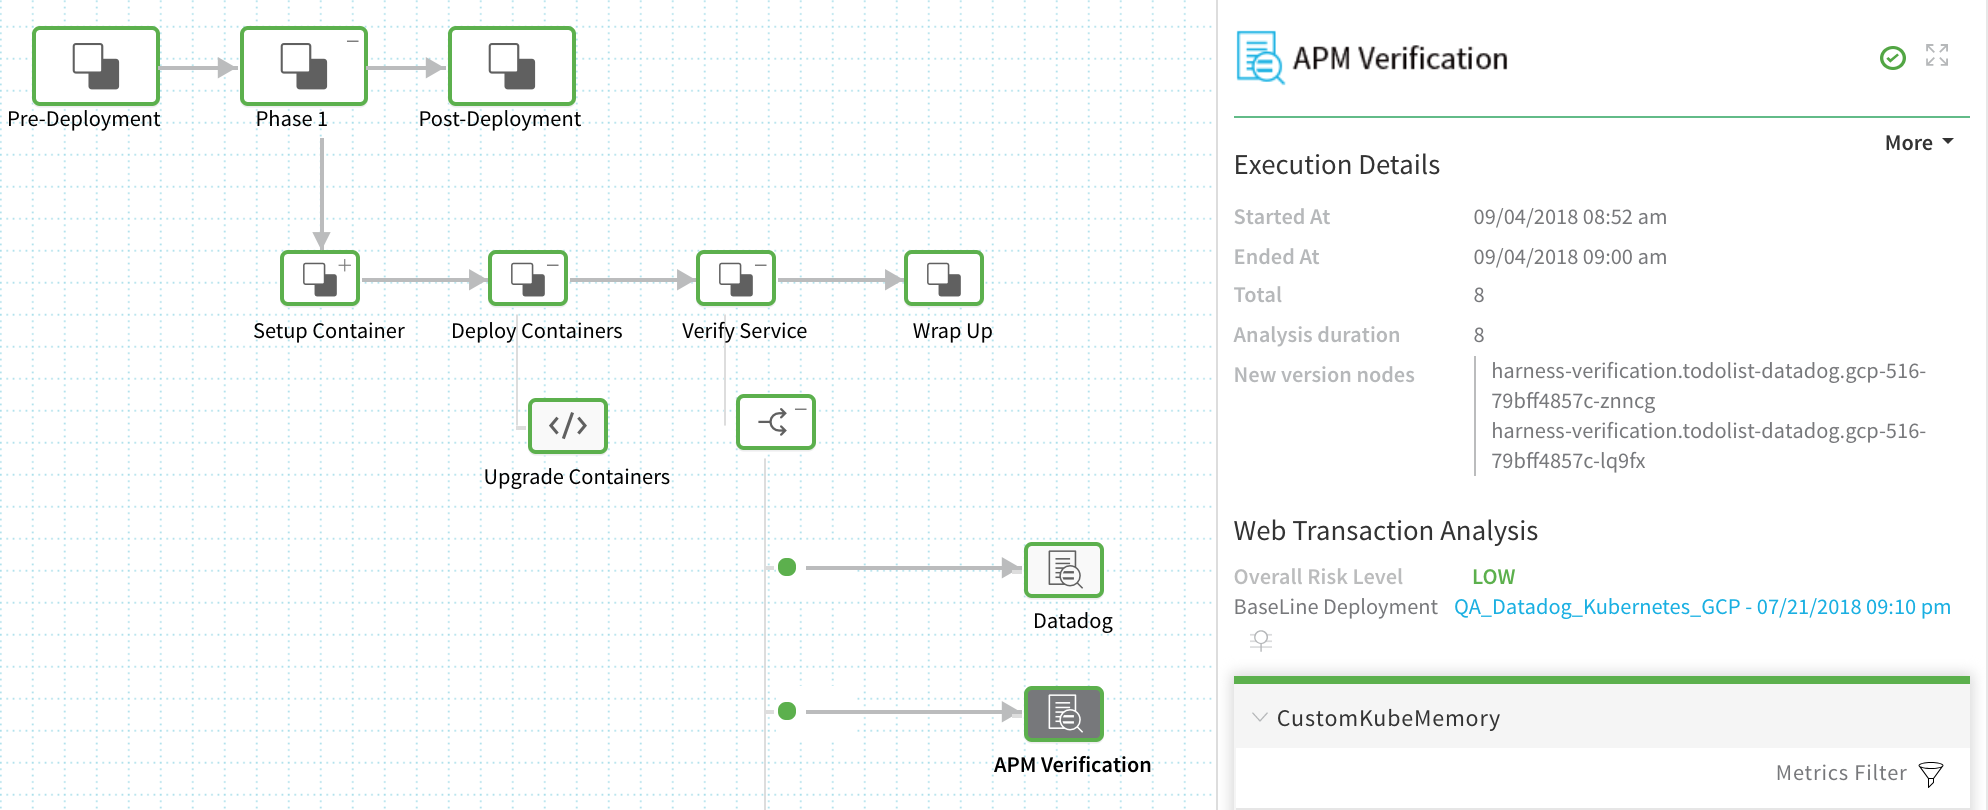 Pre-Deployment
Phase 1
Post-Deployment
Setup Container
Deploy Containers
Verify Service
Wrap Up
Upgrade Containers
Datadog
APM Verification
APM Verification
More
Execution Details
Started At 09/04/2018 08:52 am
Ended At 09/04/2018 09:00 am
Total 8
Analysis duration 8
New version nodes harness-verification.todolist-datadog.gcp-516-
79bff4857c-znncg
harness-verification.todolist-datadog.gcp-516-
79bff4857c-lq9fx
Web Transaction Analysis
Overall Risk Level LOW
BaseLine Deployment QA_Datadog_Kubernetes_GCP - 07/21/2018 09:10 pm
CustomKubeMemory
Metrics Filter